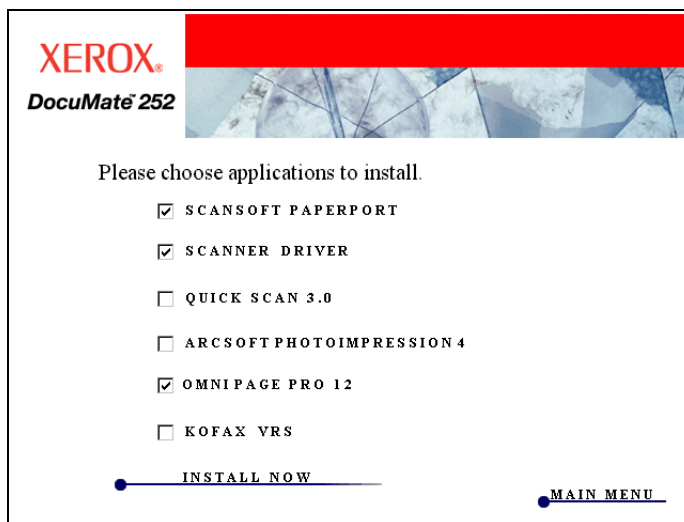 XEROX®
DocuMate™ 252
Please choose applications to install.
SCANSOFT PAPERPORT
SCANNER DRIVER
QUICK SCAN 3.0
ARCSOFT PHOTOIMPRESSION 4
OMNIPAGE PRO 12
KOFAX VRS
INSTALL NOW
MAIN MENU